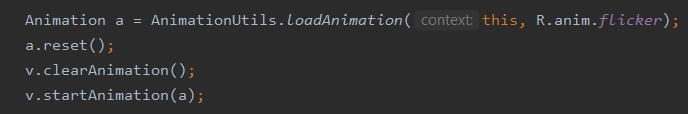 Animation a = AnimationUtils.loadAnimation( context: this, R.anim.flicker);
a.reset();
v.clearAnimation();
v.startAnimation(a);